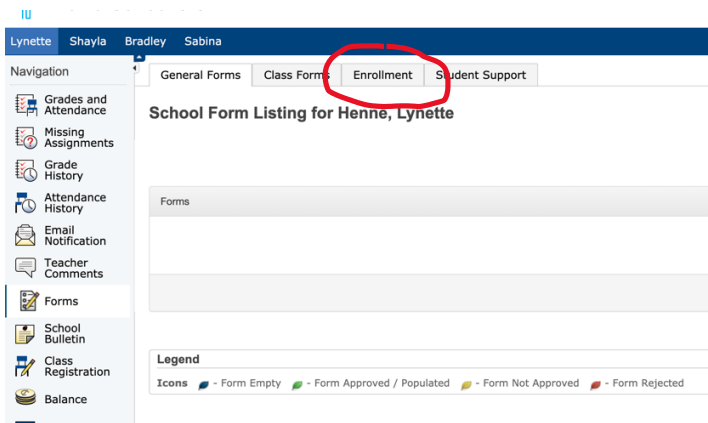 Lynette Shayla Bradley Sabina
Navigation
General Forms Class Forms Enrollment Student Support
Grades and
Attendance
School Form Listing for Henne, Lynette
Missing
Assignments
Grade
History
Attendance
History
Forms
Email
Notification
Teacher
Comments
Forms
School
Bulletin
Class
Registration
Legend
Icons - Form Empty - Form Approved / Populated - Form Not Approved - Form Rejected
Balance